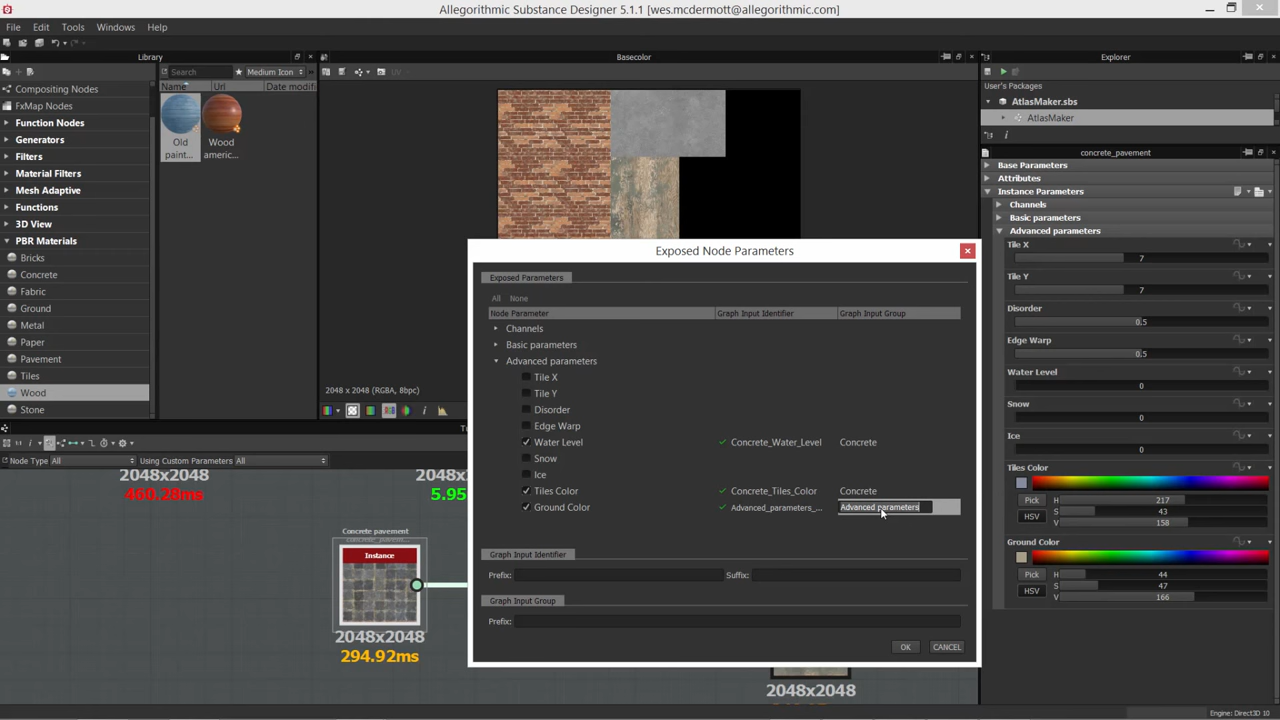 Allegorithmic Substance Designer 5.1.1 [wes.mcdermott@allegorithmic.com]
File Edit Tools Windows Help
Library
Search
Medium Icon
Name Url Date modifi
Compositing Nodes
FxMap Nodes
Function Nodes
Generators
Filters
Material Filters
Mesh Adaptive
Functions
3D View
PBR Materials
Bricks
Concrete
Fabric
Ground
Metal
Paper
Pavement
Tiles
Wood
Stone
Old paint...
Wood americ...
Basecolor
UV
2048 x 2048 (RGBA, 8bpc)
Explorer
User's Packages
AtlasMaker.sbs
AtlasMaker
concrete_pavement
Base Parameters
Attributes
Instance Parameters
Channels
Basic parameters
Advanced parameters
Tile X
7
Tile Y
7
Disorder
0.5
Edge Warp
0.5
Water Level
0
Snow
0
Ice
0
Tiles Color
Pick H 217
HSV S 43
V 158
Ground Color
Pick H 44
HSV S 47
V 166
Exposed Node Parameters
Exposed Parameters
All None
Node Parameter Graph Input Identifier Graph Input Group
Channels
Basic parameters
Advanced parameters
Tile X
Tile Y
Disorder
Edge Warp
Water Level Concrete_Water_Level Concrete
Snow
Ice
Tiles Color Concrete_Tiles_Color Concrete
Ground Color Advanced_parameters_... Advanced parameters
Graph Input Identifier
Prefix: Suffix:
Graph Input Group
Prefix:
OK CANCEL
Node Type All Using Custom Parameters All
2048x2048
460.28ms
2048
5.95
Concrete pavement
Instance
2048x2048
294.92ms
2048x2048
Engine: Direct3D 10